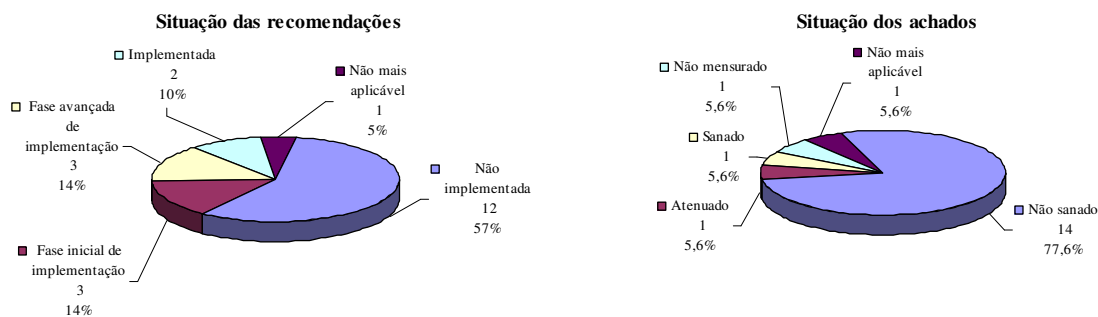 Situação das recomendações
Implementada
2
10%
Não mais
aplicável
1
5%
Fase avançada
de
implementação
3
14%
Não
implementada
12
57%
Fase inicial de
implementação
3
14%
Situação dos achados
Não mais
aplicável
1
5,6%
Não mensurado
1
5,6%
Sanado
1
5,6%
Atenuado
1
5,6%
Não sanado
14
77,6%